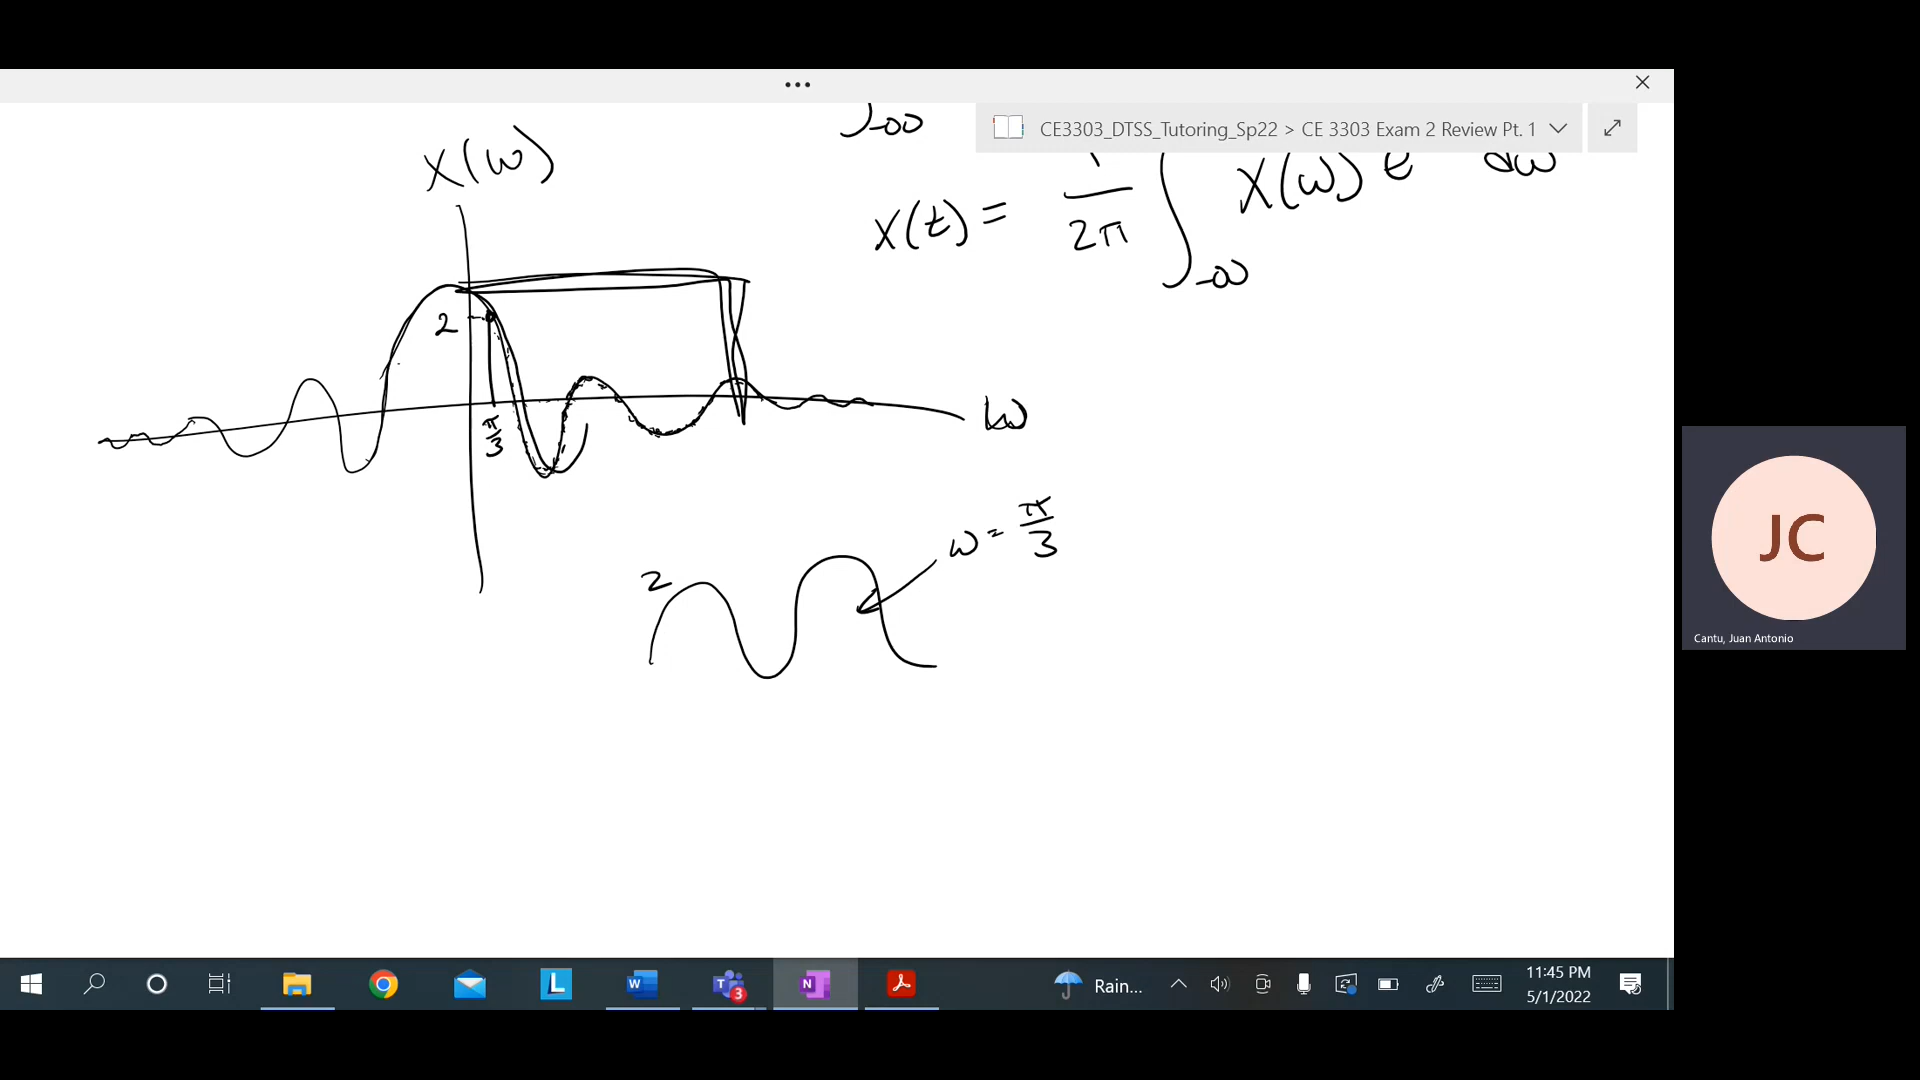 CE3303_DTSS_Tutoring_Sp22 > CE 3303 Exam 2 Review Pt. 1
-∞
X(ω)
x(t) = 1/2π ∫ -∞ X(ω) e dω
2
π/3
ω
ω = π/3
2
JC
Cantu, Juan Antonio
L
W
T
3
N
Rain...
11:45 PM
5/1/2022